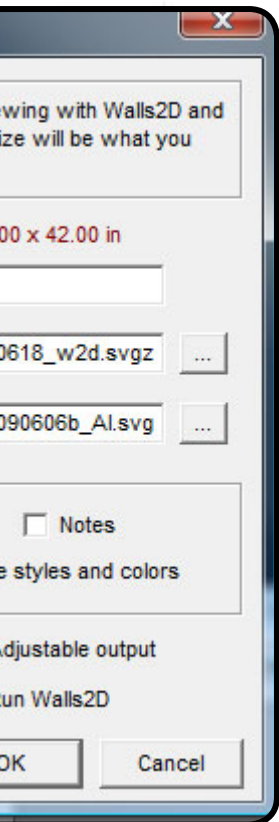 ewing with Walls2D and
ize will be what you
00 x 42.00 in
0618_w2d.svgz ...
090606b_AI.svg ...
Notes
e styles and colors
Adjustable output
Run Walls2D
OK Cancel